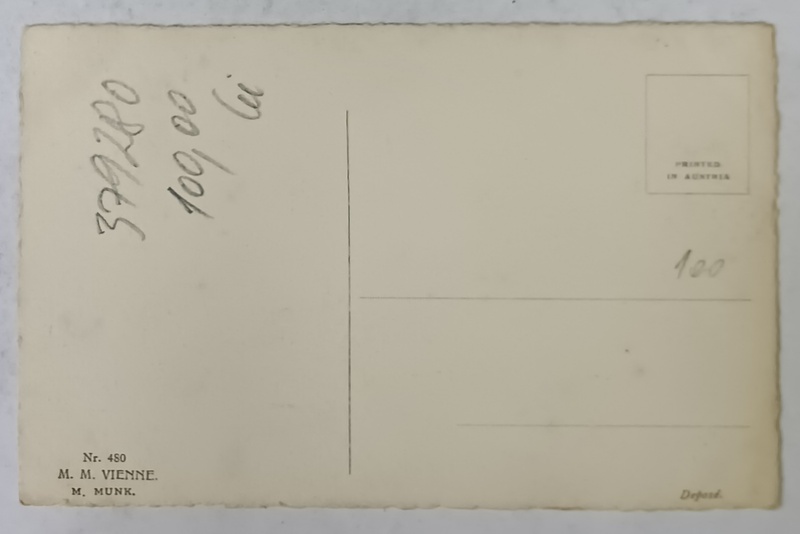 379280
100,00
lei
PRINTED
IN AUSTRIA
100
Nr. 480
M. M. VIENNE.
M. MUNK.
Deposé.